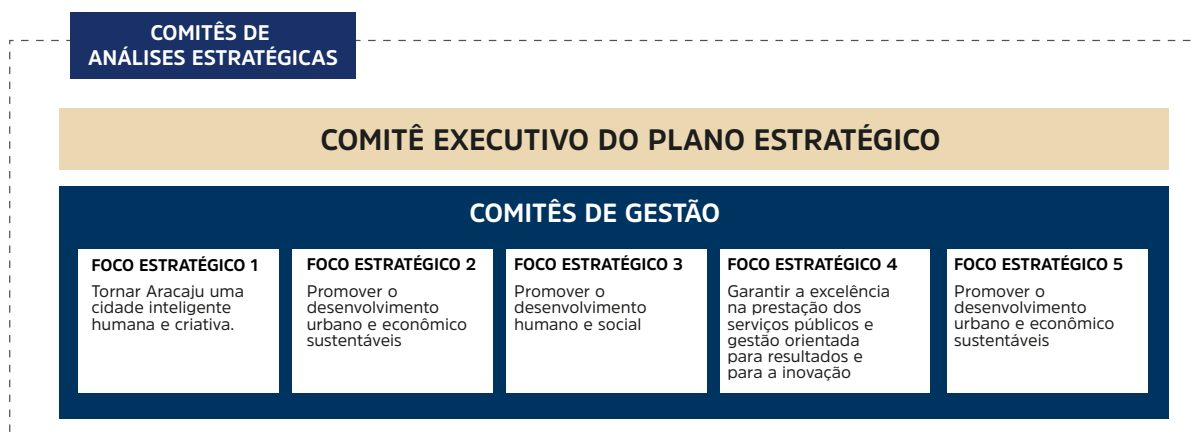 COMITÊS DE
ANÁLISES ESTRATÉGICAS
COMITÊ EXECUTIVO DO PLANO ESTRATÉGICO
COMITÊS DE GESTÃO
FOCO ESTRATÉGICO 1
Tornar Aracaju uma
cidade inteligente
humana e criativa.
FOCO ESTRATÉGICO 2
Promover o
desenvolvimento
urbano e econômico
sustentáveis
FOCO ESTRATÉGICO 3
Promover o
desenvolvimento
humano e social
FOCO ESTRATÉGICO 4
Garantir a excelência
na prestação dos
serviços públicos e
gestão orientada
para resultados e
para a inovação
FOCO ESTRATÉGICO 5
Promover o
desenvolvimento
urbano e econômico
sustentáveis